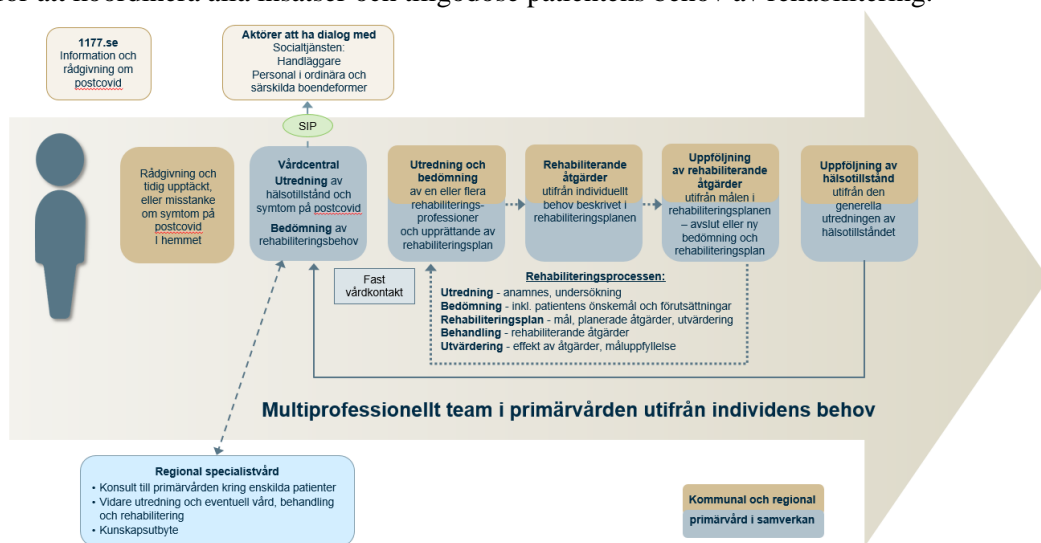 för att koordinera alla insatser och tillgodose patientens behov av rehabilitering.
1177.se
Information och
rådgivning om
postcovid
Aktörer att ha dialog med
Socialtjänsten:
Handläggare
Personal i ordinära och
särskilda boendeformer
SIP
Rådgivning och
tidig upptäckt,
eller misstanke
om symtom på
postcovid
I hemmet
Vårdcentral
Utredning av
hälsotillstånd och
symtom på postcovid
Bedömning av
rehabiliteringsbehov
Utredning och
bedömning
av en eller flera
rehabiliterings-
professioner
och upprättande av
rehabiliteringsplan
Rehabiliterande
åtgärder
utifrån individuellt
behov beskrivet i
rehabiliteringsplanen
Uppföljning
av rehabiliterande
åtgärder
utifrån målen i
rehabiliteringsplanen
– avslut eller ny
bedömning och
rehabiliteringsplan
Uppföljning av
hälsotillstånd
utifrån den
generella
utredningen av
hälsotillståndet
Fast
vårdkontakt
Rehabiliteringsprocessen:
Utredning - anamnes, undersökning
Bedömning - inkl. patientens önskemål och förutsättningar
Rehabiliteringsplan - mål, planerade åtgärder, utvärdering
Behandling - rehabiliterande åtgärder
Utvärdering - effekt av åtgärder, måluppfyllelse
Multiprofessionellt team i primärvården utifrån individens behov
Regional specialistvård
• Konsult till primärvården kring enskilda patienter
• Vidare utredning och eventuell vård, behandling
och rehabilitering
• Kunskapsutbyte
Kommunal och regional
primärvård i samverkan